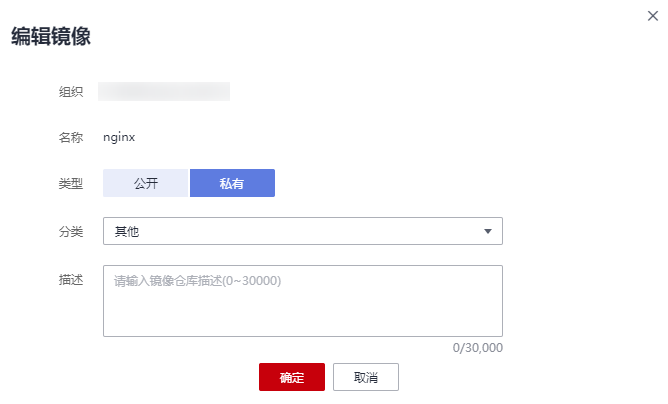 编辑镜像
组织
名称 nginx
类型 公开 私有
分类 其他
描述 请输入镜像仓库描述(0~30000)
0/30,000
确定 取消